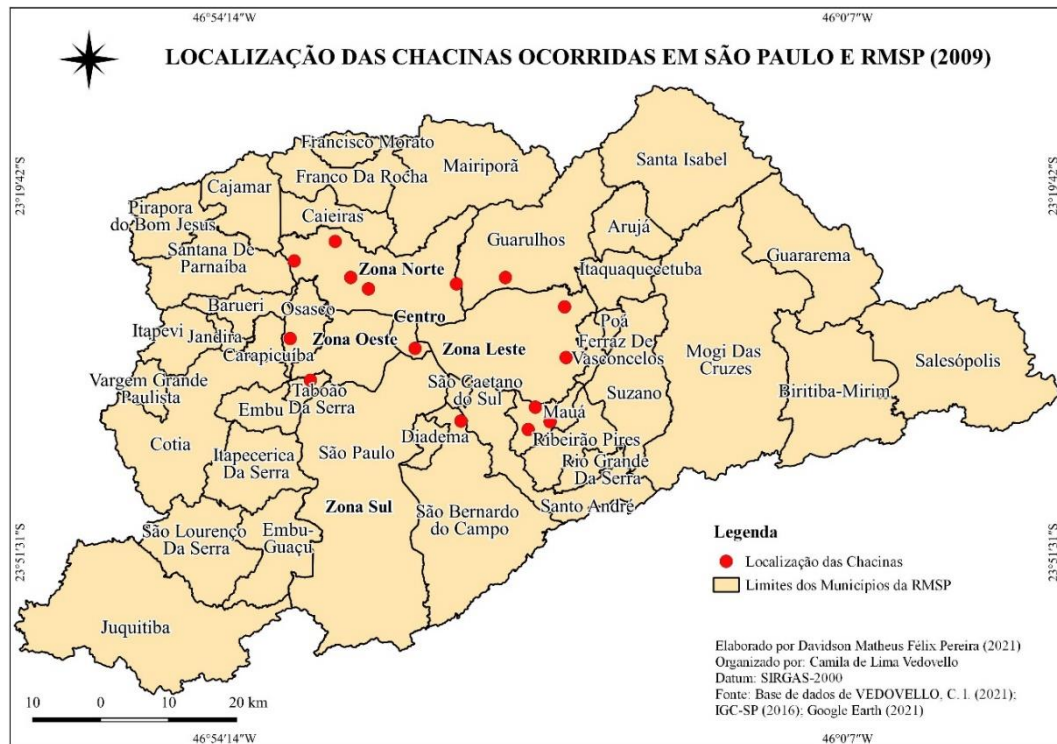 46°54'14"W
46°0'7"W
LOCALIZAÇÃO DAS CHACINAS OCORRIDAS EM SÃO PAULO E RMSP (2009)
23°19'42"S
23°19'42"S
Francisco Morato
Mairiporã
Santa Isabel
Cajamar
Franco Da Rocha
Pirapora
do Bom Jesus
Caieiras
Arujá
Guarulhos
Santana De
Parnaíba
Zona Norte
Itaquaquecetuba
Guararema
Barueri
Osasco
Centro
Poá
Itapevi
Jandira
Zona Oeste
Zona Leste
Ferraz De
Vasconcelos
Carapicuíba
Mogi Das
Cruzes
Salesópolis
Biritiba-Mirim
Vargem Grande
Paulista
Taboão
Da Serra
São Caetano
do Sul
Suzano
Embu
Mauá
Cotia
Diadema
Ribeirão Pires
Itapecerica
Da Serra
São Paulo
Rio Grande
Da Serra
Zona Sul
Santo André
São Bernardo
do Campo
São Lourenço
Da Serra
Embu-
Guaçu
Juquitiba
23°51'31"S
23°51'31"S
Legenda
Localização das Chacinas
Limites dos Municípios da RMSP
Elaborado por Davidson Matheus Félix Pereira (2021)
Organizado por: Camila de Lima Vedovello
Datum: SIRGAS-2000
Fonte: Base de dados de VEDOVELLO, C. l. (2021);
IGC-SP (2016); Google Earth (2021)
10 0 10 20 km
46°54'14"W
46°0'7"W